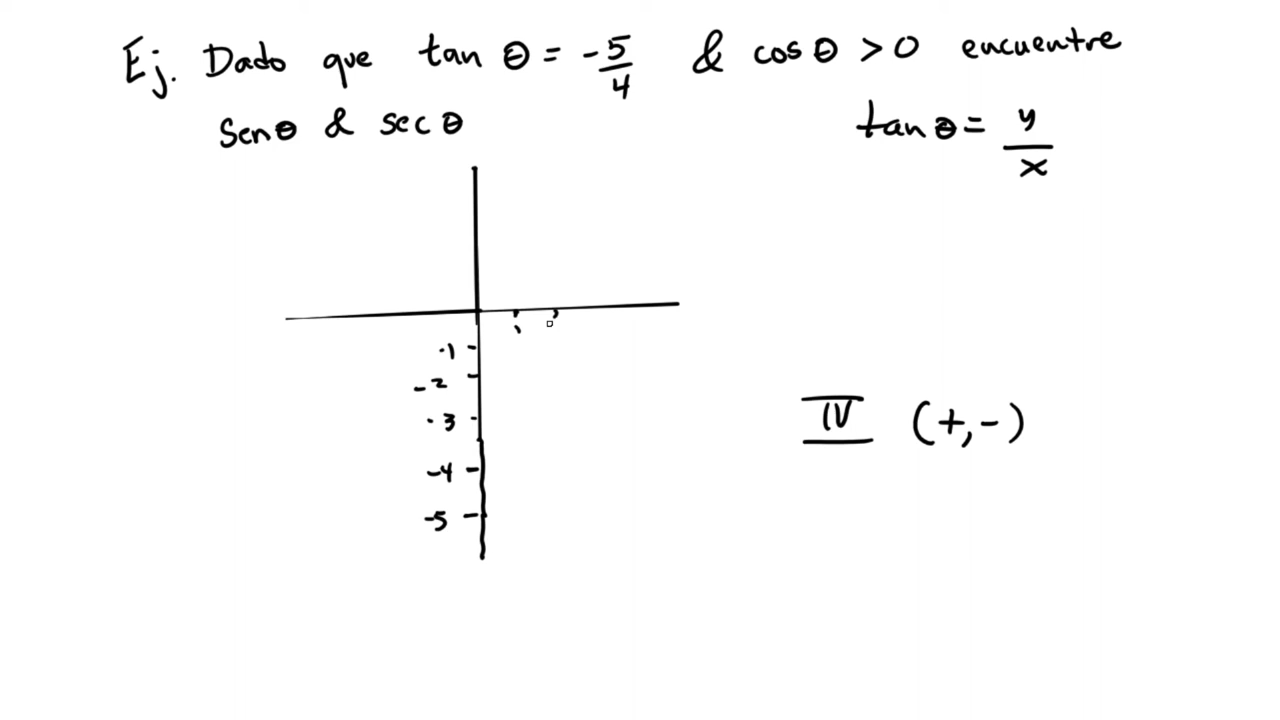 Ej. Dado que tan θ = -5/4 & cos θ > 0 encuentre
sen θ & sec θ
tan θ = y/x
-1
-2
-3
-4
-5
IV (+,-)